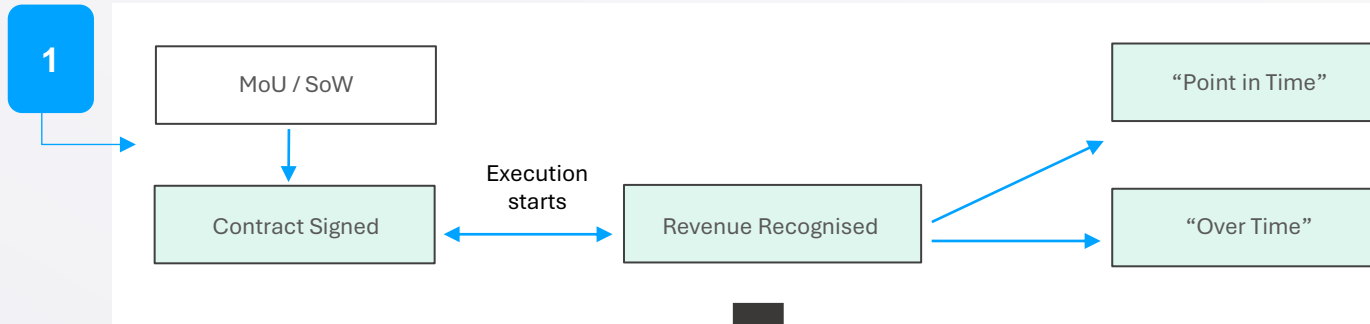 1
MoU / SoW
“Point in Time”
Execution
starts
Contract Signed
Revenue Recognised
“Over Time”